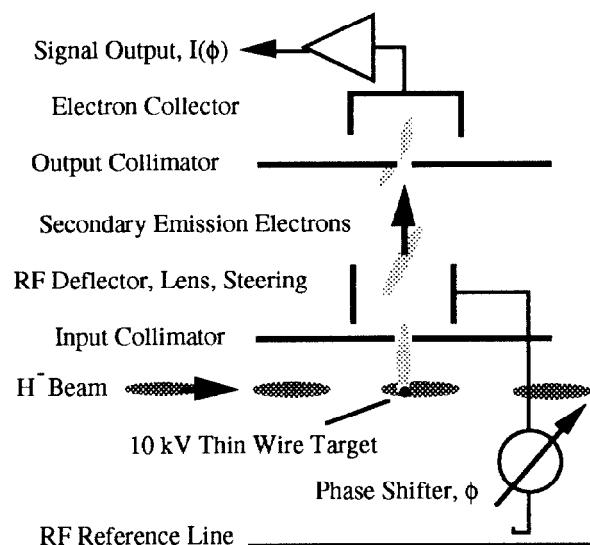 Signal Output, I(ϕ)
Electron Collector
Output Collimator
Secondary Emission Electrons
RF Deflector, Lens, Steering
Input Collimator
H⁻ Beam
10 kV Thin Wire Target
Phase Shifter, ϕ
RF Reference Line